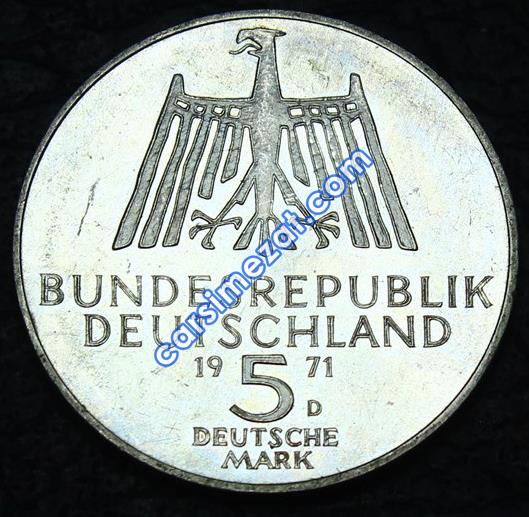 BUNDESREPUBLIK
DEUTSCHLAND
19 71
5
D
DEUTSCHE
MARK
carsimezat.com